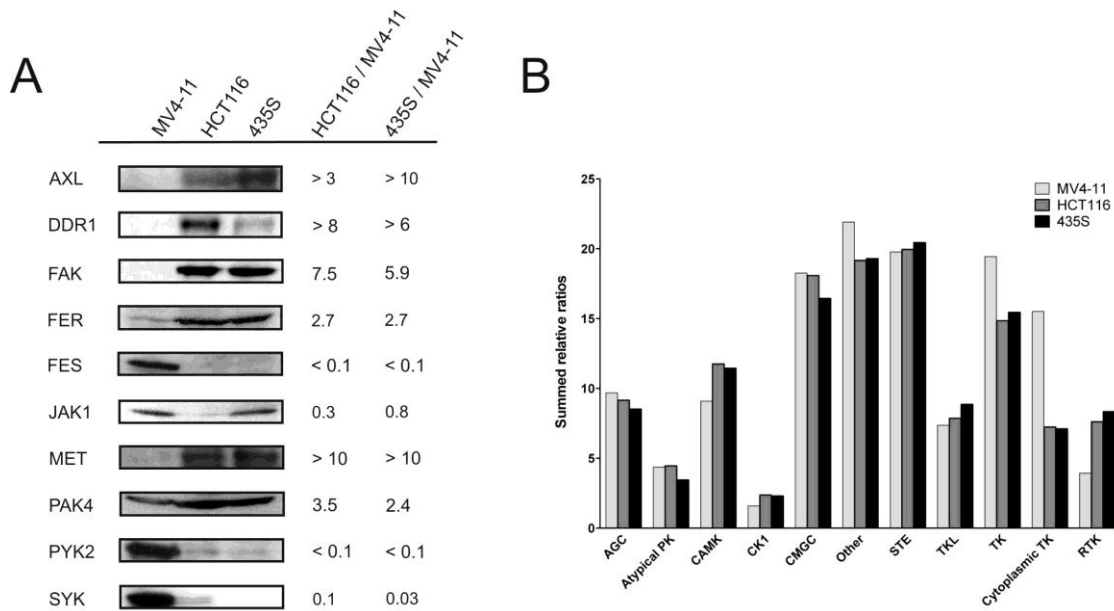 A
MV4-11 HCT116 435S HCT116 / MV4-11 435S / MV4-11
AXL > 3 > 10
DDR1 > 8 > 6
FAK 7.5 5.9
FER 2.7 2.7
FES < 0.1 < 0.1
JAK1 0.3 0.8
MET > 10 > 10
PAK4 3.5 2.4
PYK2 < 0.1 < 0.1
SYK 0.1 0.03
B
MV4-11
HCT116
435S
Summed relative ratios
25
20
15
10
5
0
AGC Atypical PK CAMK CK1 CMGC Other STE TKL TK Cytoplasmic TK RTK